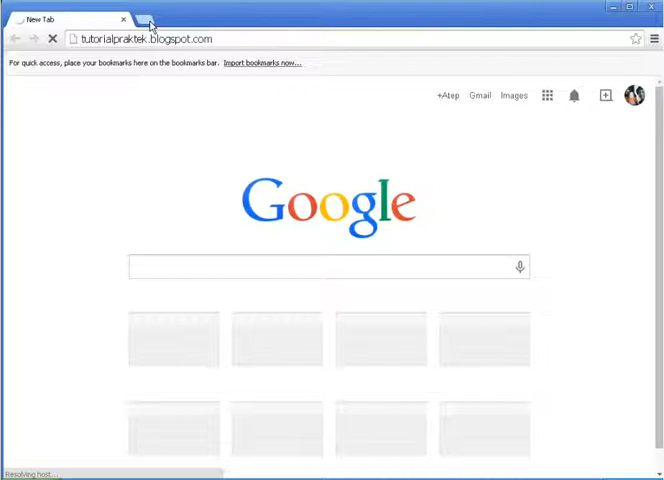 New Tab
tutorialpraktek.blogspot.com
For quick access, place your bookmarks here on the bookmarks bar. Import bookmarks now...
+Atep Gmail Images
Google
Resolving host...